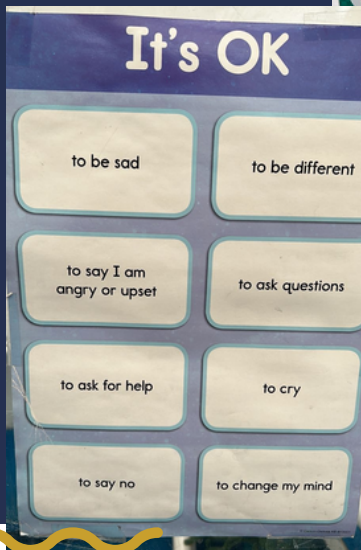 It's OK
to be sad
to be different
to say I am
angry or upset
to ask questions
to ask for help
to cry
to say no
to change my mind